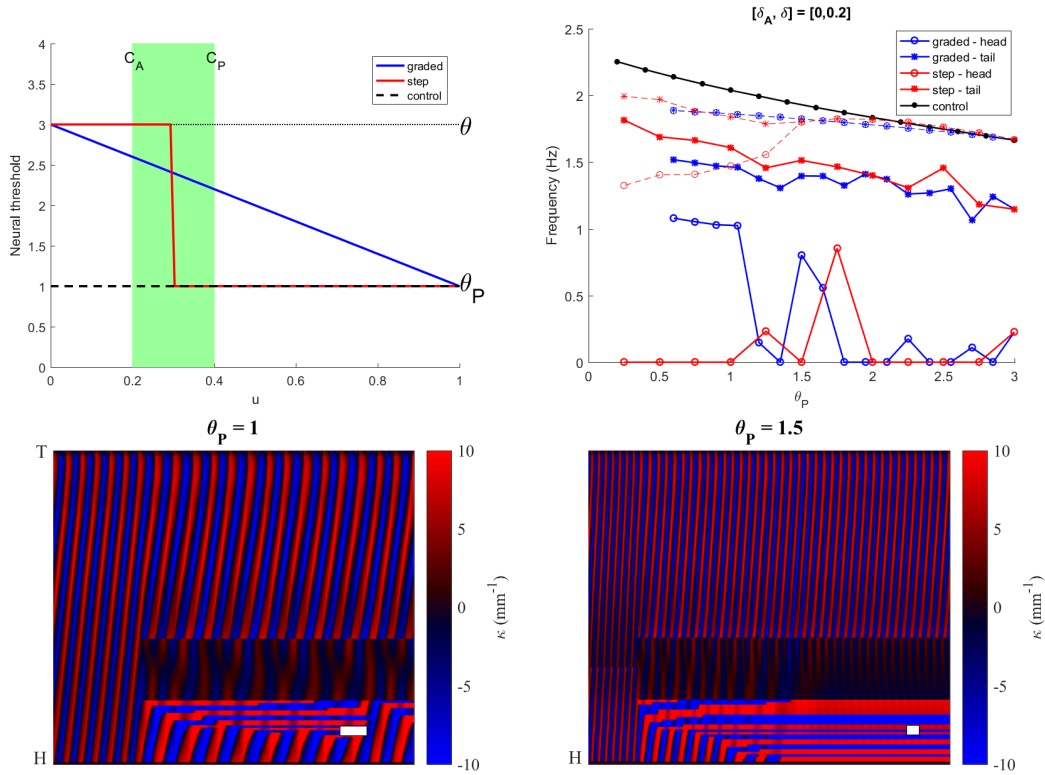 4
3.5
3
2.5
2
1.5
1
0.5
0
Neural threshold
C_A
C_P
graded
step
control
θ
θ_P
0
0.2
0.4
0.6
0.8
1
u
[δ_A, δ] = [0,0.2]
2.5
2
1.5
1
0.5
0
Frequency (Hz)
graded - head
graded - tail
step - head
step - tail
control
0
0.5
1
1.5
2
2.5
3
θ_P
θ_P = 1
T
H
10
5
0
-5
-10
κ (mm⁻¹)
θ_P = 1.5
T
H
10
5
0
-5
-10
κ (mm⁻¹)